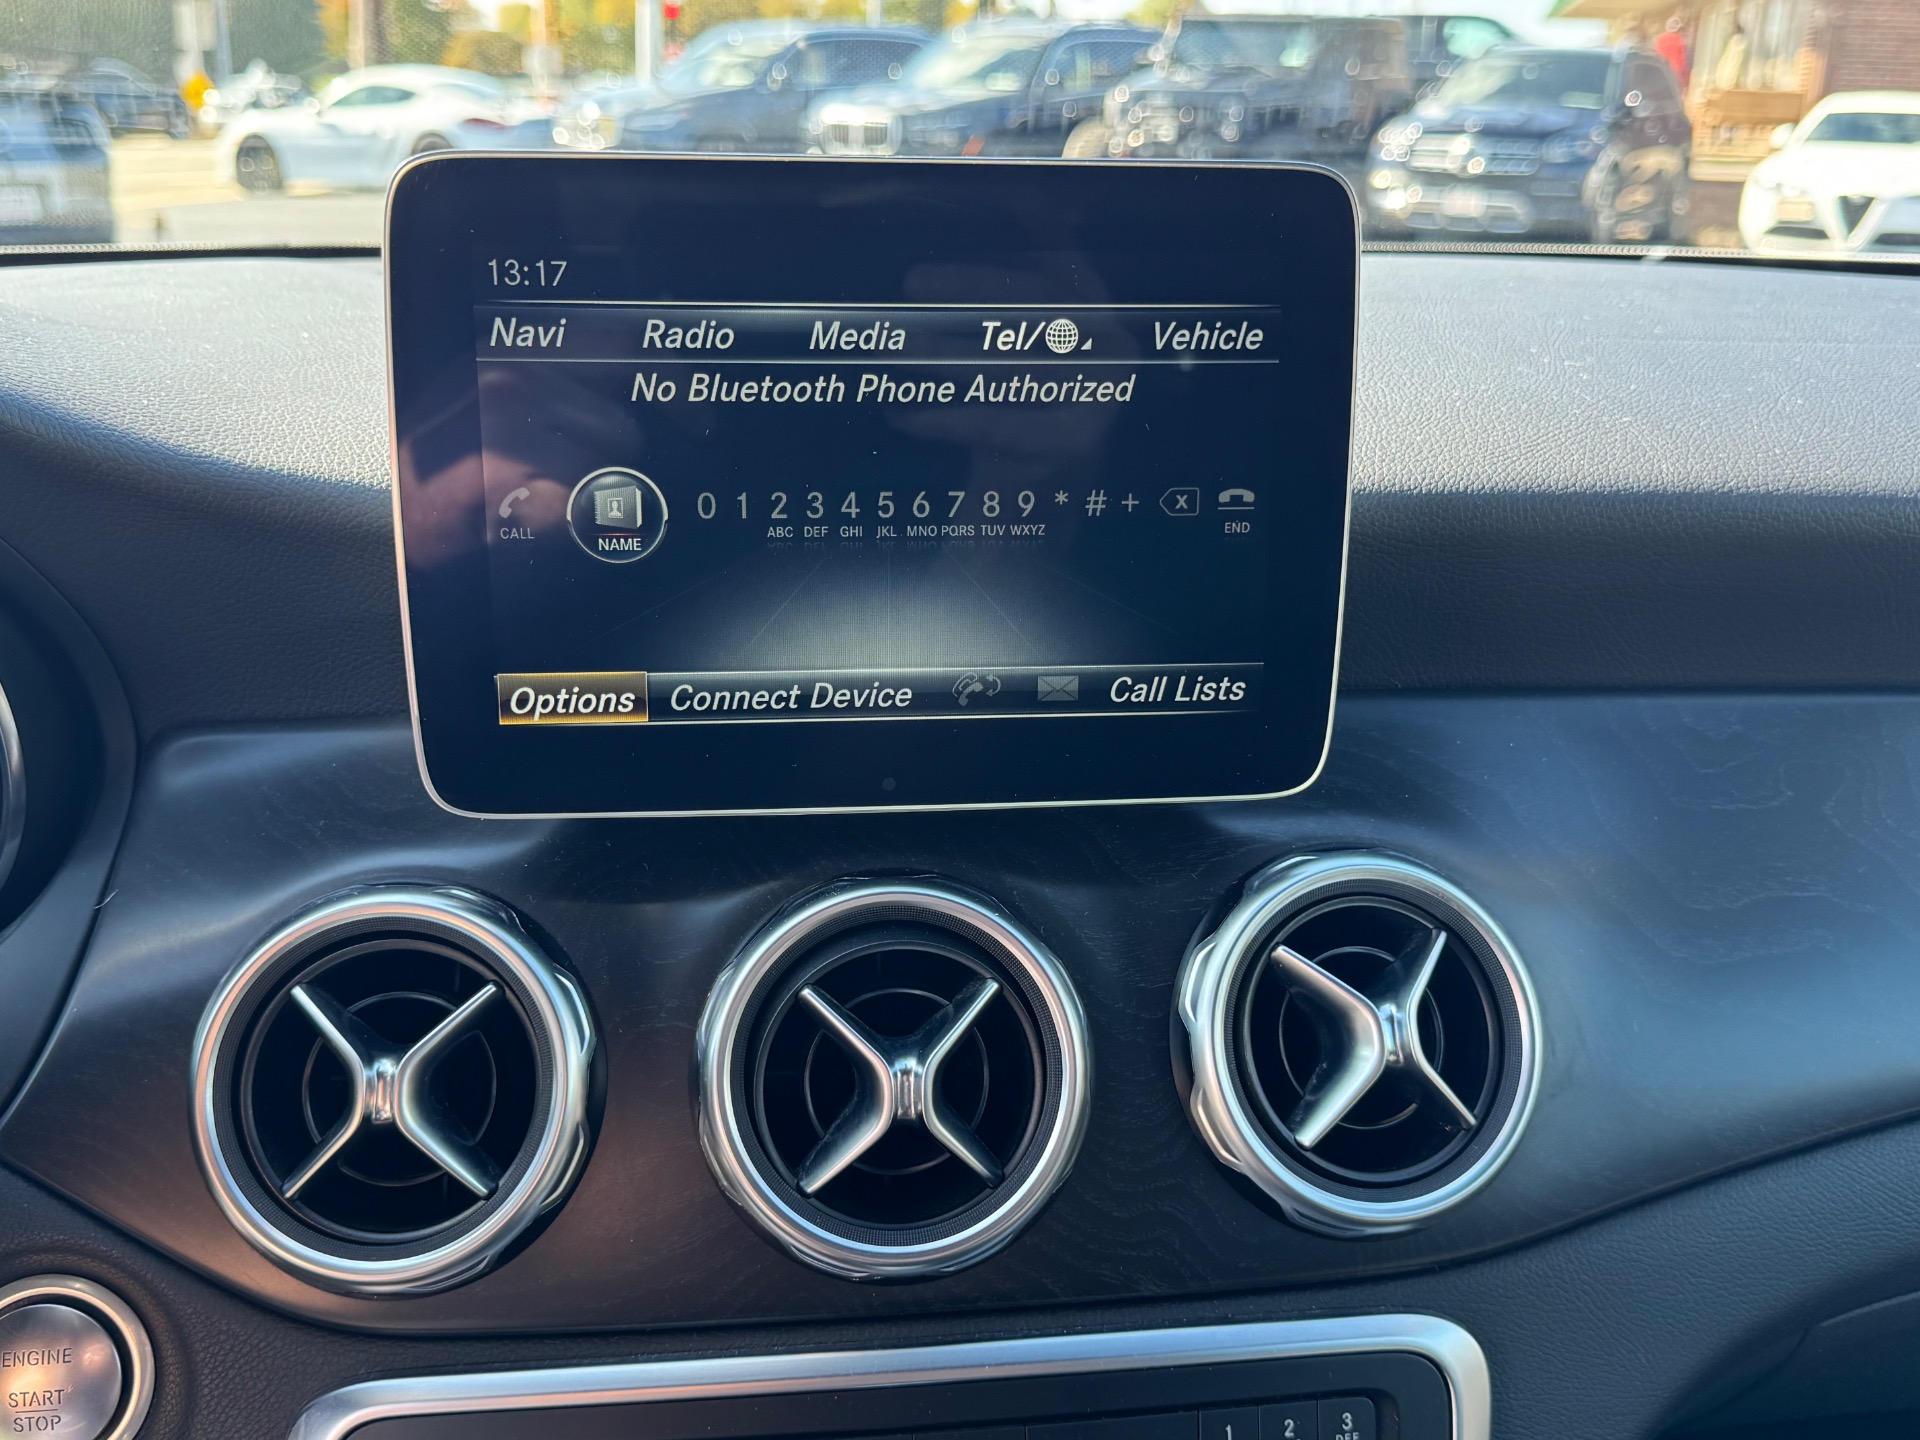 13:17
Navi Radio Media Tel/ Vehicle
No Bluetooth Phone Authorized
0 1 2 3 4 5 6 7 8 9 * # + x
CALL NAME ABC DEF GHI JKL MNO PQRS TUV WXYZ END
Options Connect Device Call Lists
ENGINE
START
STOP
1 2 3
DEF